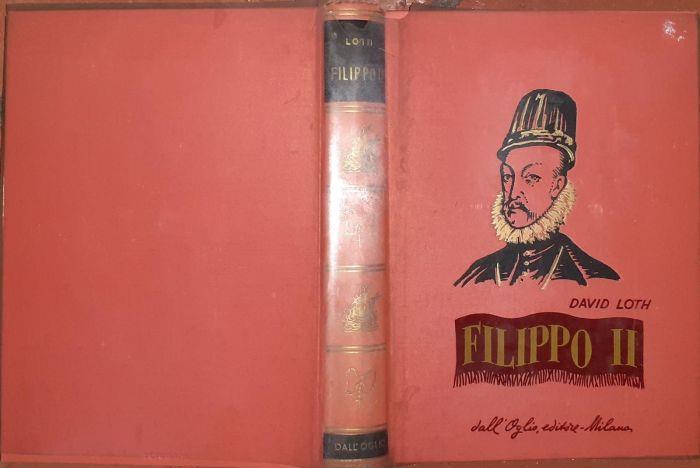 LOTH
FILIPPO II
DALL'OGLIO
DAVID LOTH
FILIPPO II
dall'Oglio, editore - Milano